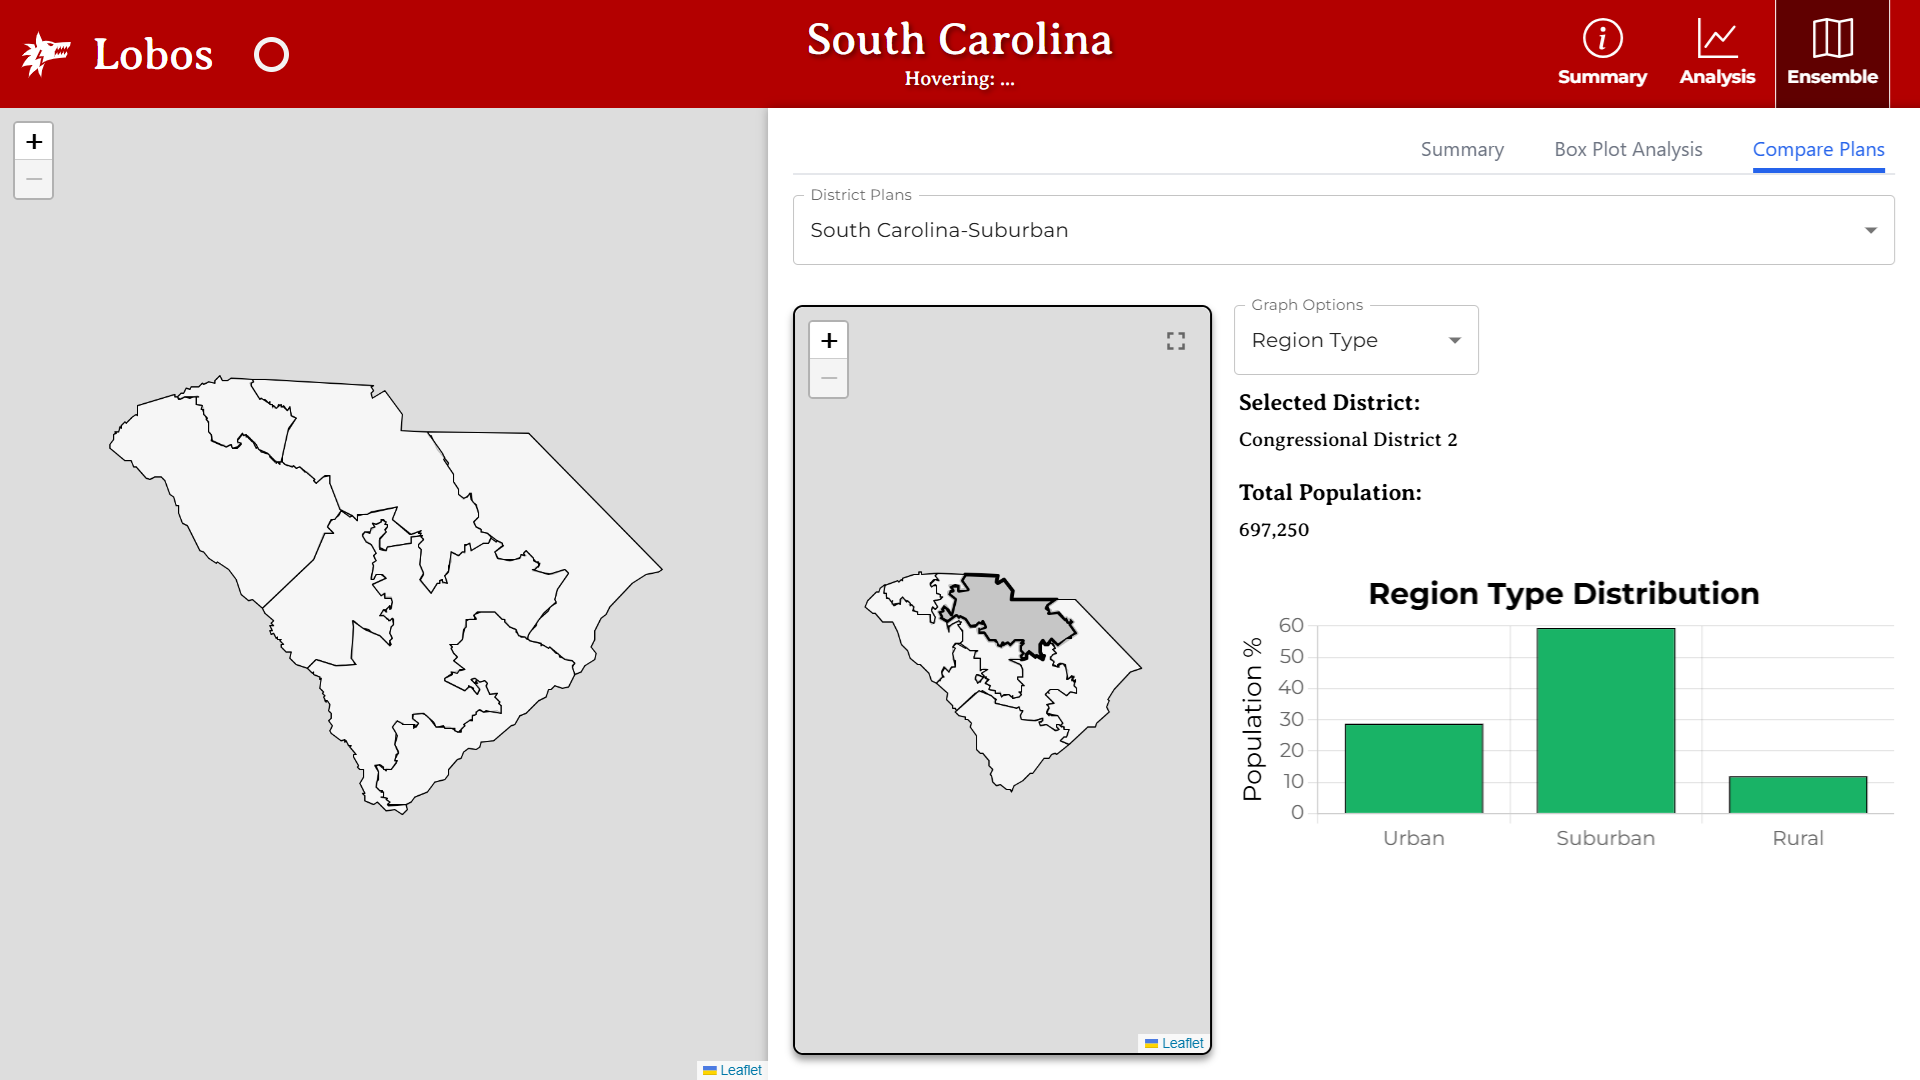 Lobos
South Carolina
Hovering: ...
Summary
Analysis
Ensemble
+
−
Summary
Box Plot Analysis
Compare Plans
District Plans
South Carolina-Suburban
+
−
Graph Options
Region Type
Selected District:
Congressional District 2
Total Population:
697,250
Region Type Distribution
Population %
60
50
40
30
20
10
0
Urban
Suburban
Rural
Leaflet
Leaflet